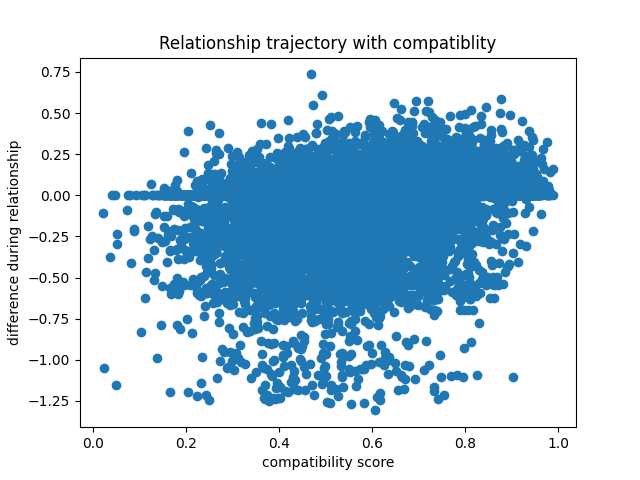 Relationship trajectory with compatiblity
difference during relationship
0.75
0.50
0.25
0.00
−0.25
−0.50
−0.75
−1.00
−1.25
0.0 0.2 0.4 0.6 0.8 1.0
compatibility score